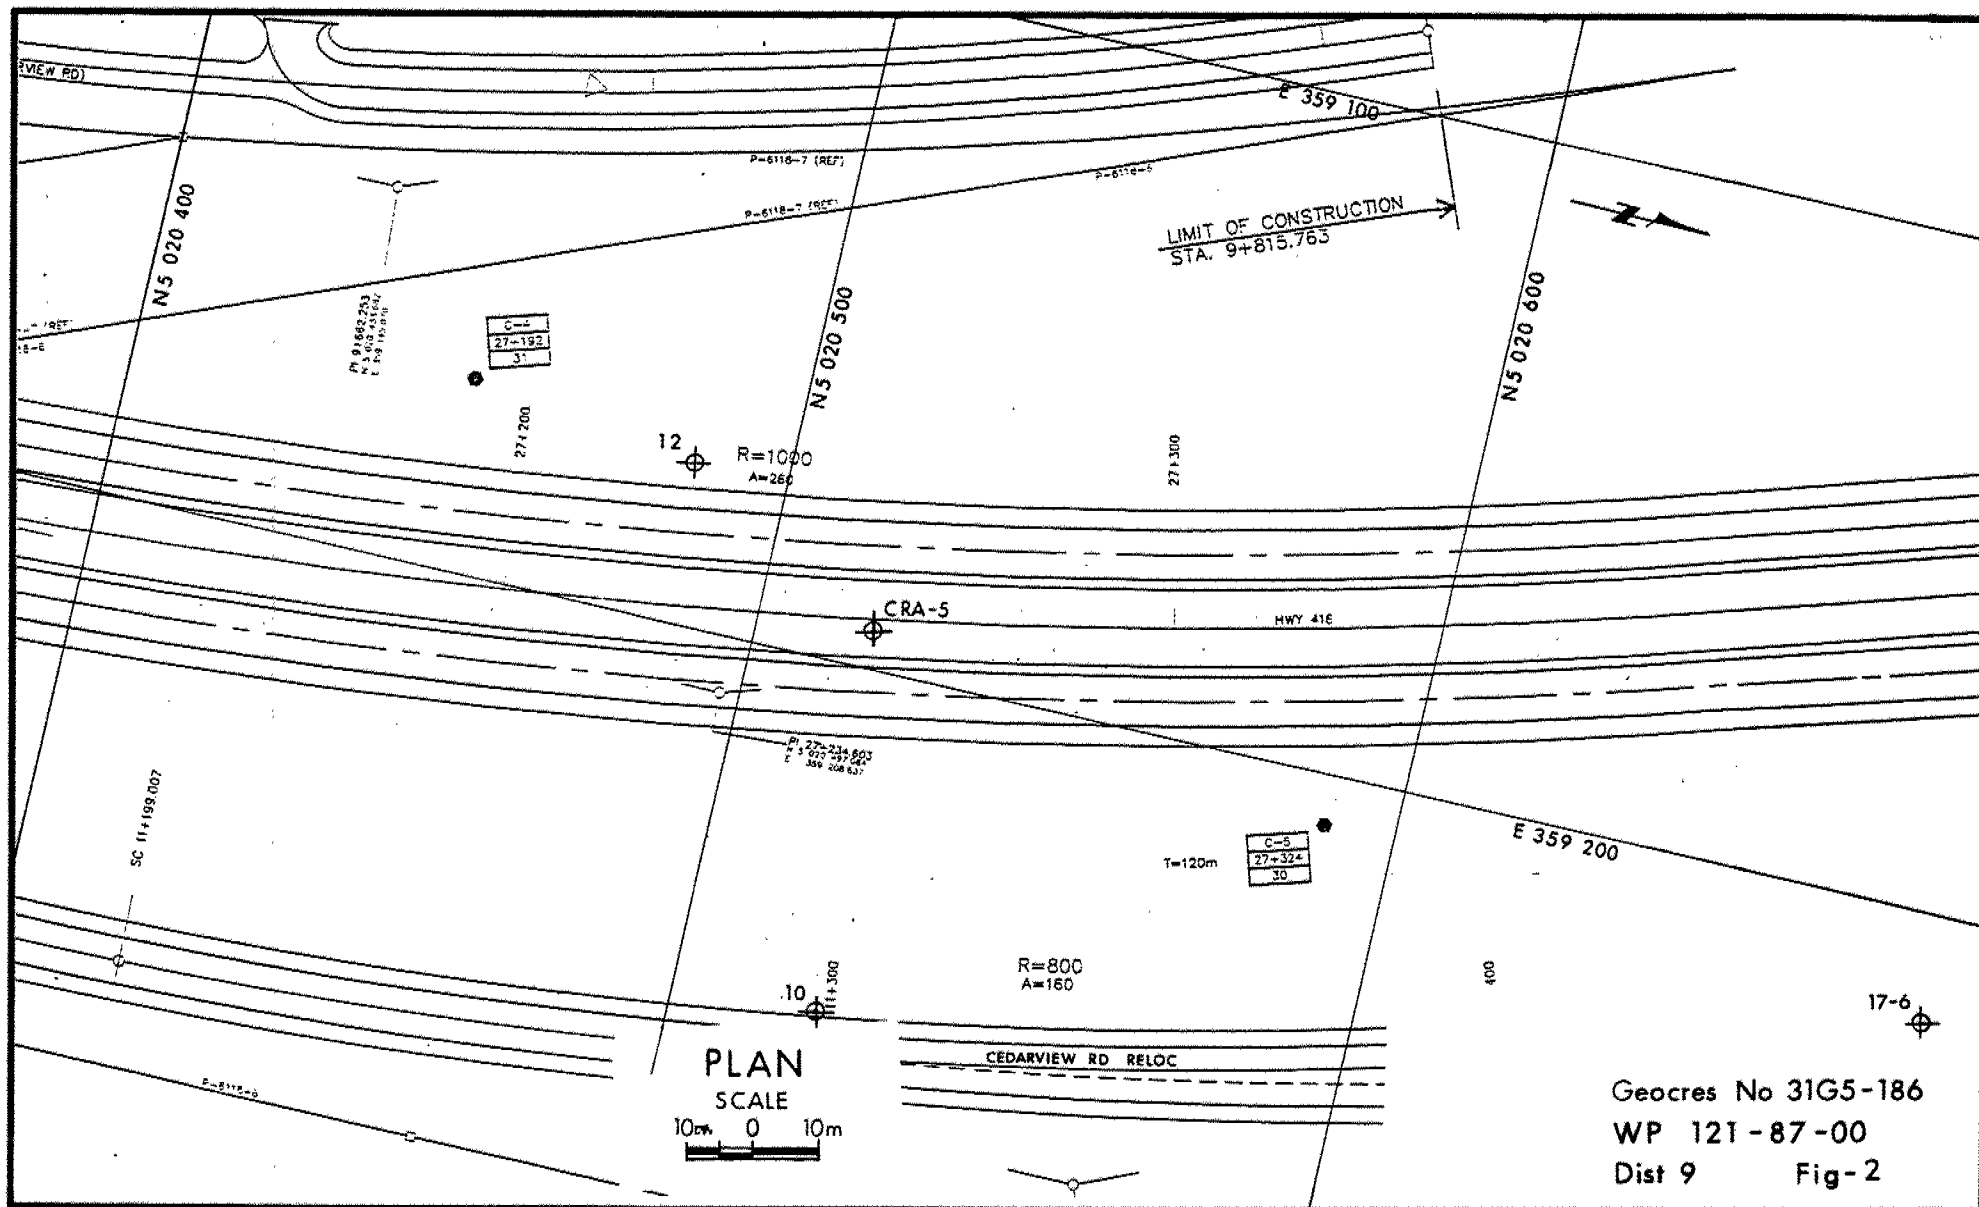 VIEW RD)
E 359 100
P-6118-7 (REF)
P-6118-7 (REF)
N5 020 400
LIMIT OF CONSTRUCTION
STA. 9+815.763
N
N5 020 500
N5 020 600
C-4
27-192
31
27+200
12
R=1000
A=260
27+300
CRA-5
HWY 416
PI 27+234.603
SC 11+199.007
E 359 200
C-5
27+324
30
T=120m
R=800
A=160
10
11+300
400
17-6
PLAN
SCALE
10m 0 10m
CEDARVIEW RD RELOC
Geocres No 31G5-186
WP 121-87-00
Dist 9 Fig-2